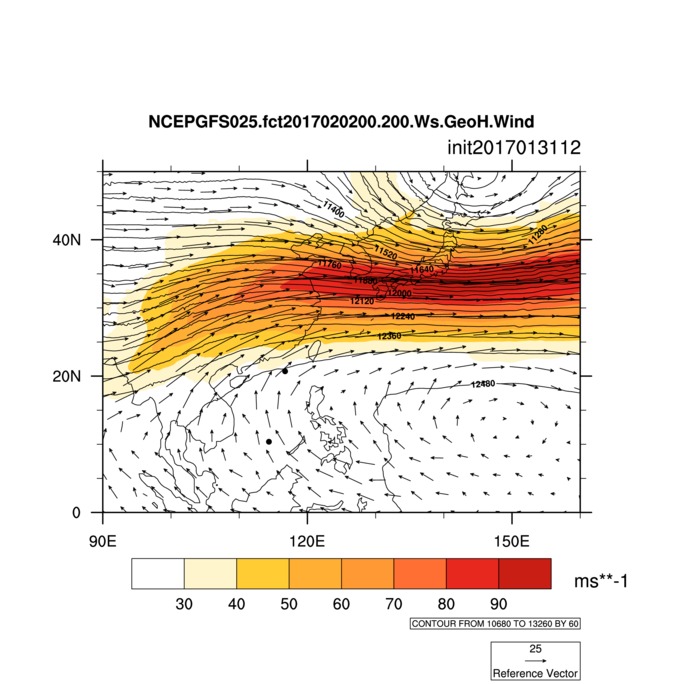 NCEPGFS025.fct2017020200.200.Ws.GeoH.Wind
init2017013112
11400
11280
40N
11520
11760
11640
11880
12000
12120
12240
12360
20N
12480
0
90E 120E 150E
30 40 50 60 70 80 90
ms**-1
CONTOUR FROM 10680 TO 13260 BY 60
25
Reference Vector